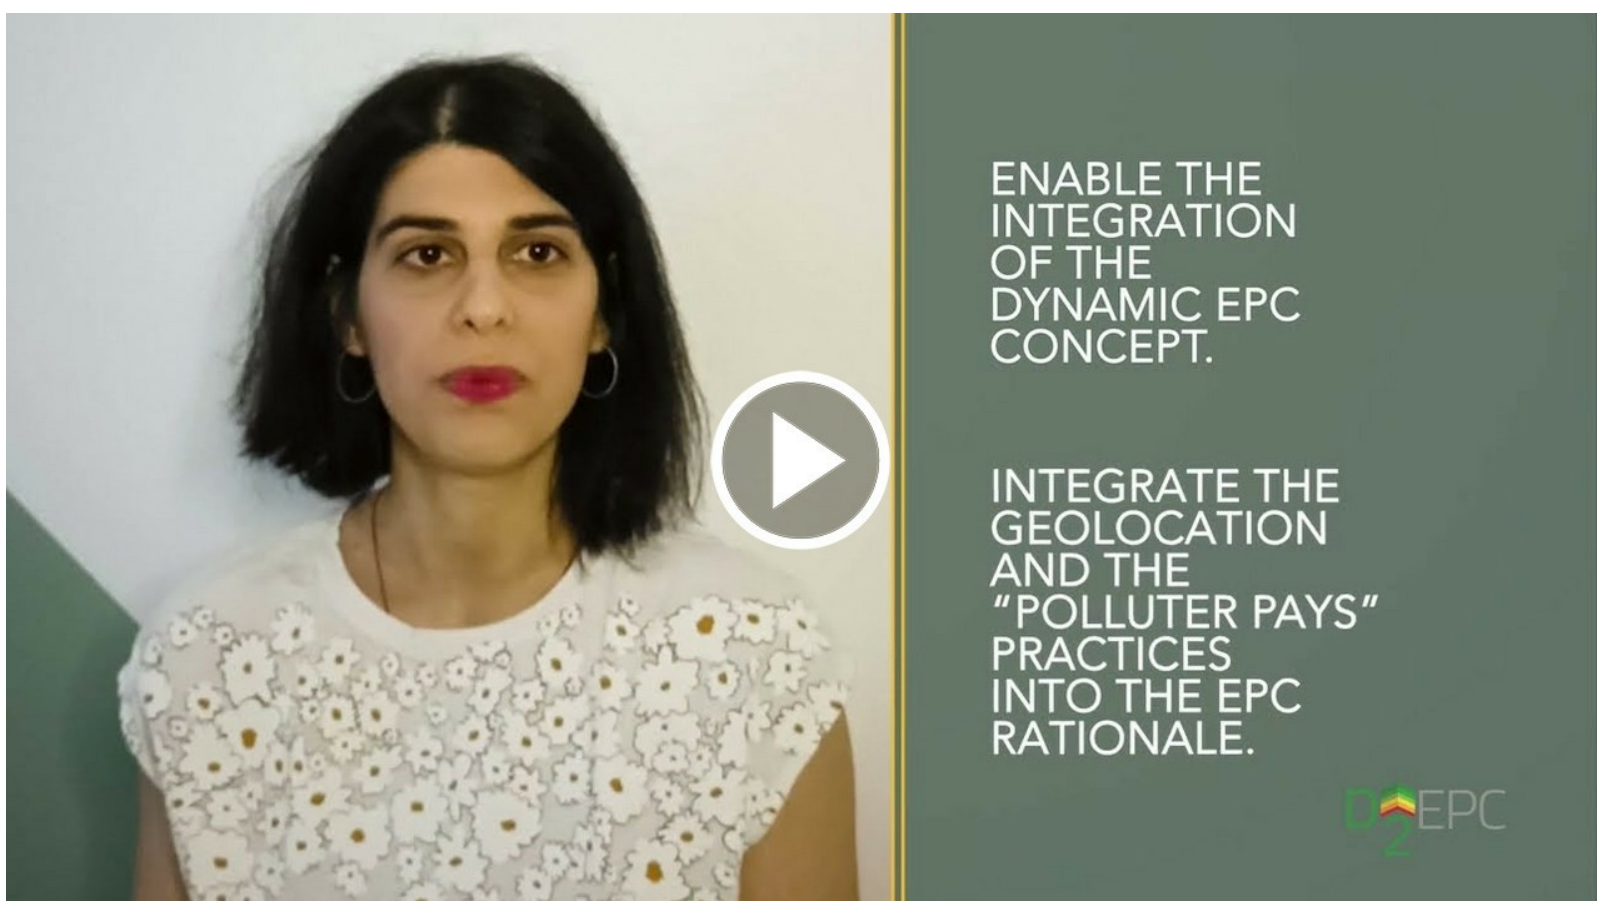 ENABLE THE
INTEGRATION
OF THE
DYNAMIC EPC
CONCEPT.
INTEGRATE THE
GEOLOCATION
AND THE
“POLLUTER PAYS”
PRACTICES
INTO THE EPC
RATIONALE.
D2EPC